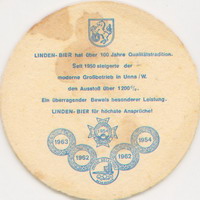 LINDEN-BIER hat über 100 Jahre Qualitätstradition.
Seit 1950 steigerte der
moderne Großbetrieb in Unna/W.
den Ausstoß über 1200%.
Ein überragender Beweis besonderer Leistung.
LINDEN-BIER für höchste Ansprüche!
1963 1964
1962 1962